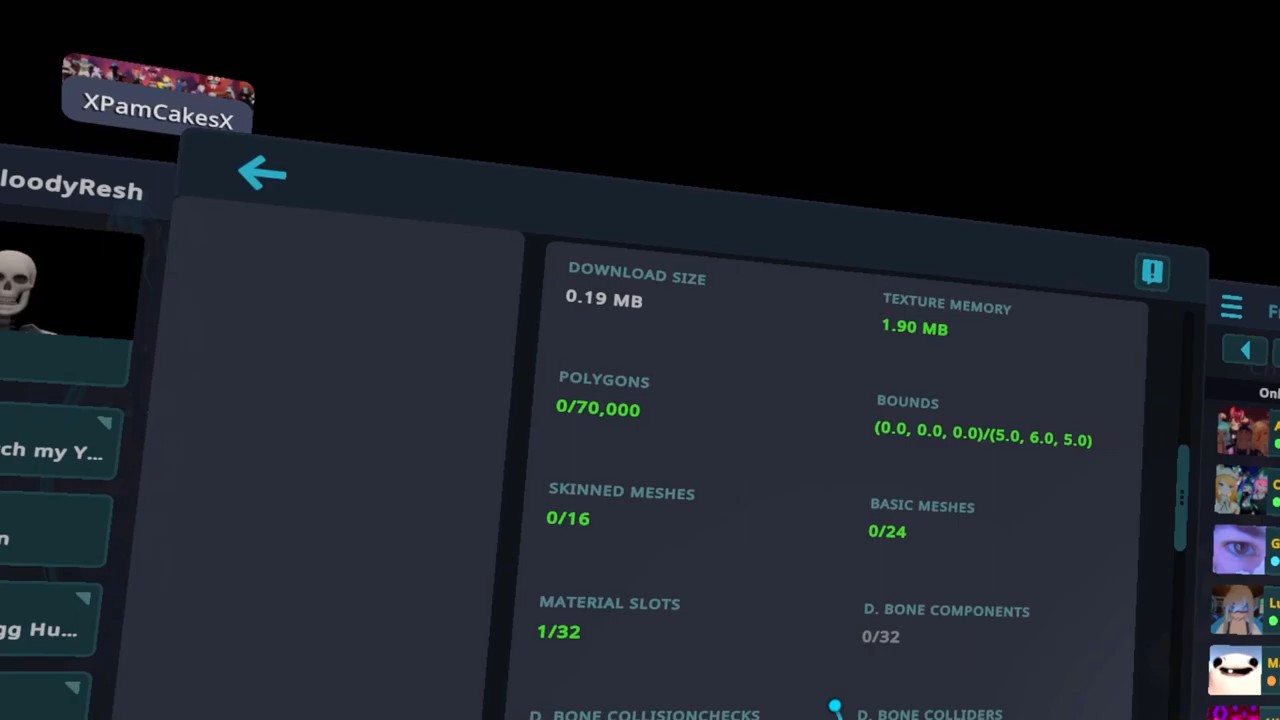 XPamCakesX
loodyResh
DOWNLOAD SIZE
0.19 MB
TEXTURE MEMORY
1.90 MB
POLYGONS
0/70,000
BOUNDS
(0.0, 0.0, 0.0)/(5.0, 6.0, 5.0)
SKINNED MESHES
0/16
BASIC MESHES
0/24
MATERIAL SLOTS
1/32
D. BONE COMPONENTS
0/32
D. BONE COLLISIONCHECKS
D. BONE COLLIDERS
ch my Y...
n
gg Hu...
F
Onl
G
Lu
M